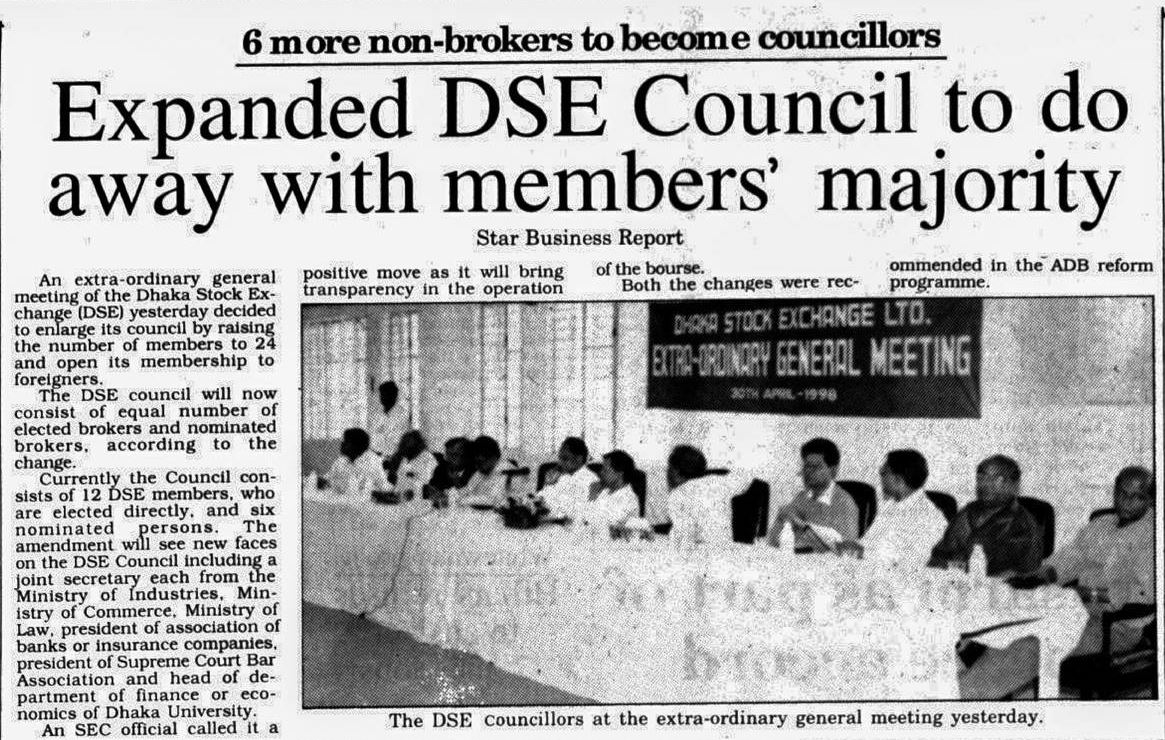 6 more non-brokers to become councillors
Expanded DSE Council to do
away with members' majority
Star Business Report
An extra-ordinary general
meeting of the Dhaka Stock Ex-
change (DSE) yesterday decided
to enlarge its council by raising
the number of members to 24
and open its membership to
foreigners.
The DSE council will now
consist of equal number of
elected brokers and nominated
brokers, according to the
change.
Currently the Council con-
sists of 12 DSE members, who
are elected directly, and six
nominated persons. The
amendment will see new faces
on the DSE Council including a
joint secretary each from the
Ministry of Industries, Min-
istry of Commerce, Ministry of
Law, president of association of
banks or insurance companies,
president of Supreme Court Bar
Association and head of de-
partment of finance or eco-
nomics of Dhaka University.
An SEC official called it a
positive move as it will bring
transparency in the operation
of the bourse.
Both the changes were rec-
ommended in the ADB reform
programme.
DHAKA STOCK EXCHANGE LTD.
EXTRA-ORDINARY GENERAL MEETING
30TH APRIL-1998
The DSE Councillors at the extra-ordinary general meeting yesterday.